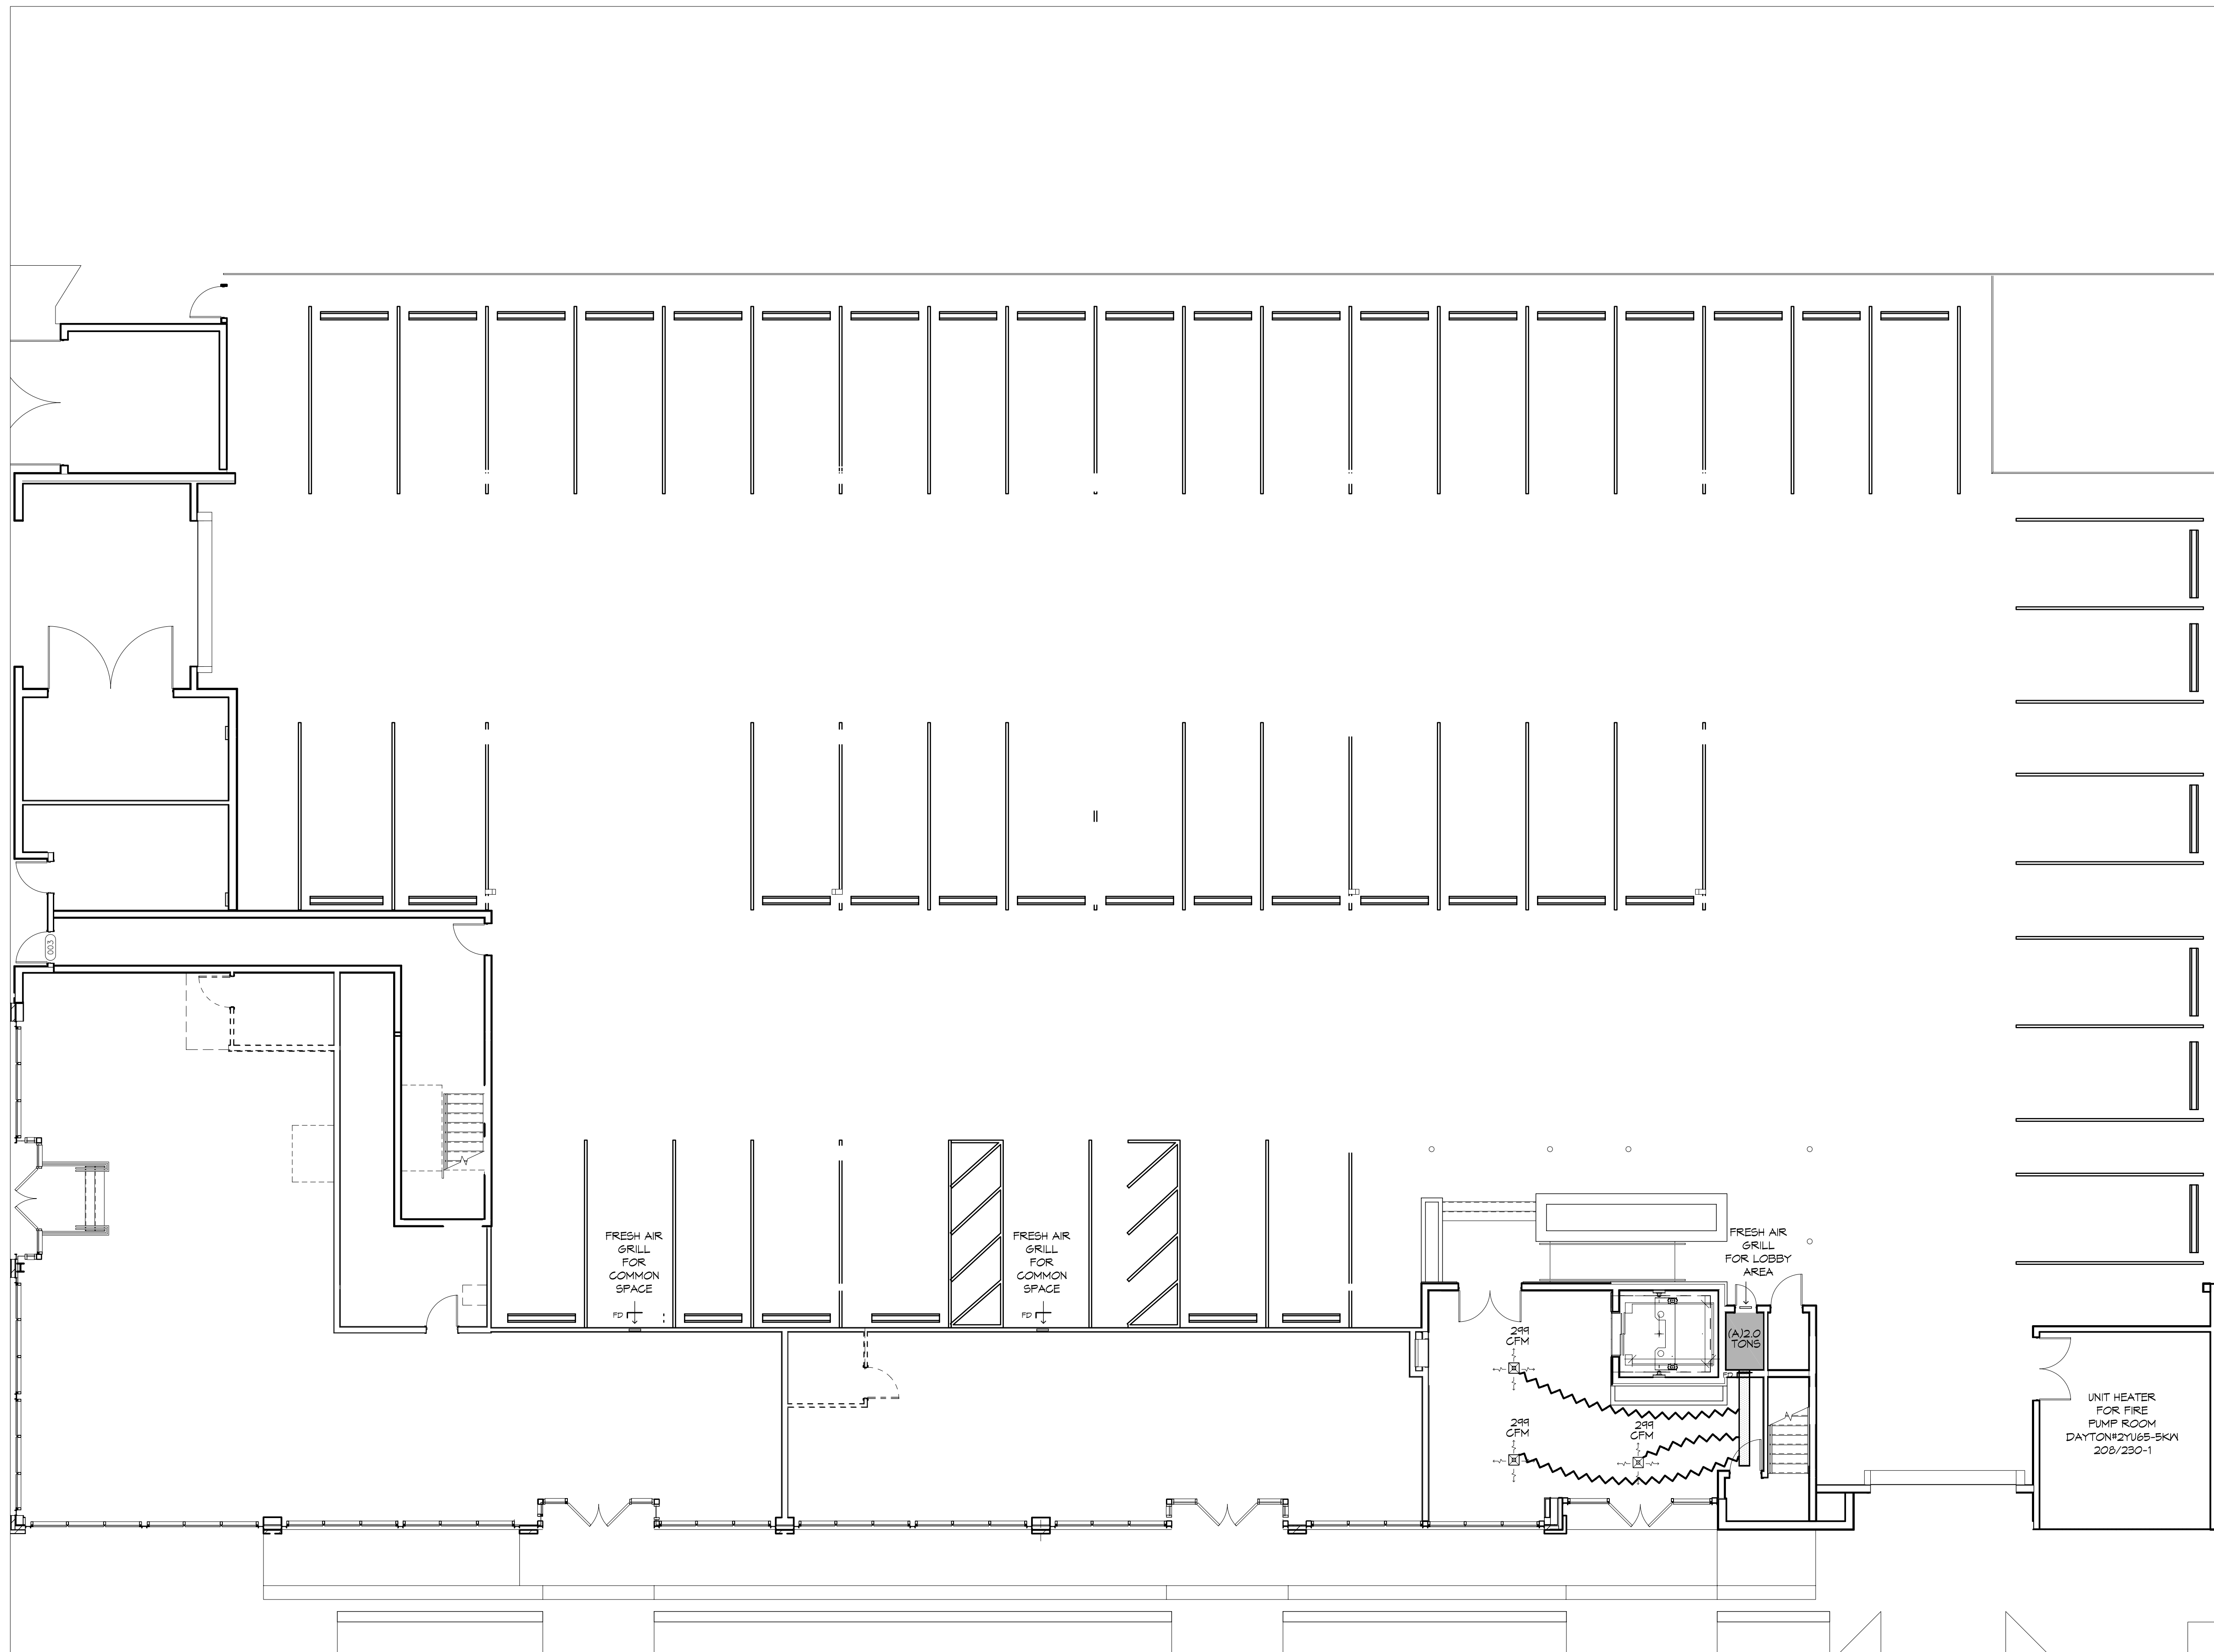 003
FRESH AIR
GRILL
FOR
COMMON
SPACE
FD
FRESH AIR
GRILL
FOR
COMMON
SPACE
FD
FRESH AIR
GRILL
FOR LOBBY
AREA
(A)2.0
TONS
299
CFM
299
CFM
299
CFM
UNIT HEATER
FOR FIRE
PUMP ROOM
DAYTON#2YU65-5KW
208/230-1